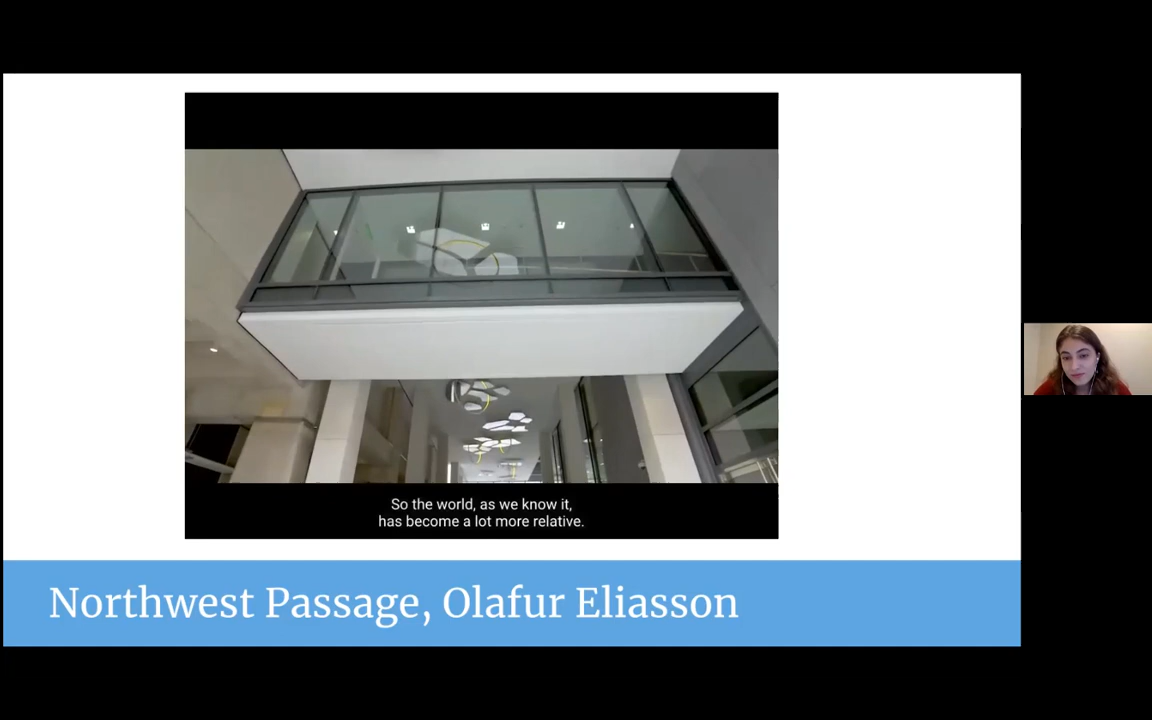 So the world, as we know it,
has become a lot more relative.
Northwest Passage, Olafur Eliasson